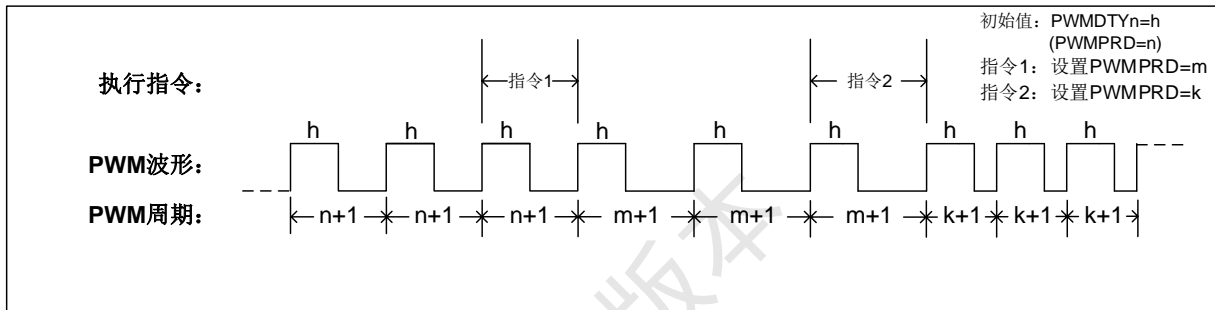 初始值：PWMDTYn=h
(PWMPRD=n)
指令1：设置PWMPRD=m
指令2：设置PWMPRD=k
执行指令：
指令1
指令2
h h h h h h h h h
PWM波形：
PWM周期：
n+1 n+1 n+1 m+1 m+1 m+1 k+1 k+1 k+1
版本